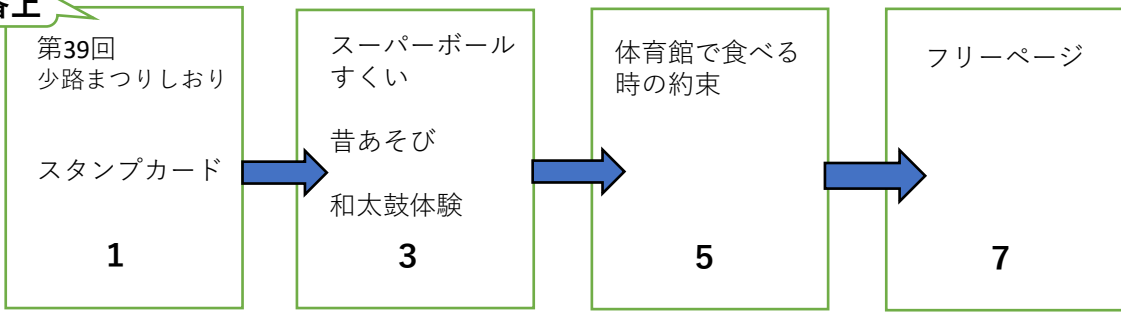 上
第39回
少路まつりしおり
スタンプカード
1
スーパーボール
すくい
昔あそび
和太鼓体験
3
体育館で食べる
時の約束
5
フリーページ
7